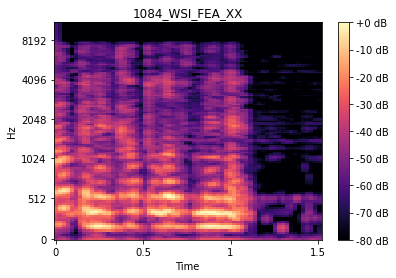 1084_WSI_FEA_XX
Hz
8192
4096
2048
1024
512
0
0
0.5
1
1.5
Time
+0 dB
-10 dB
-20 dB
-30 dB
-40 dB
-50 dB
-60 dB
-70 dB
-80 dB